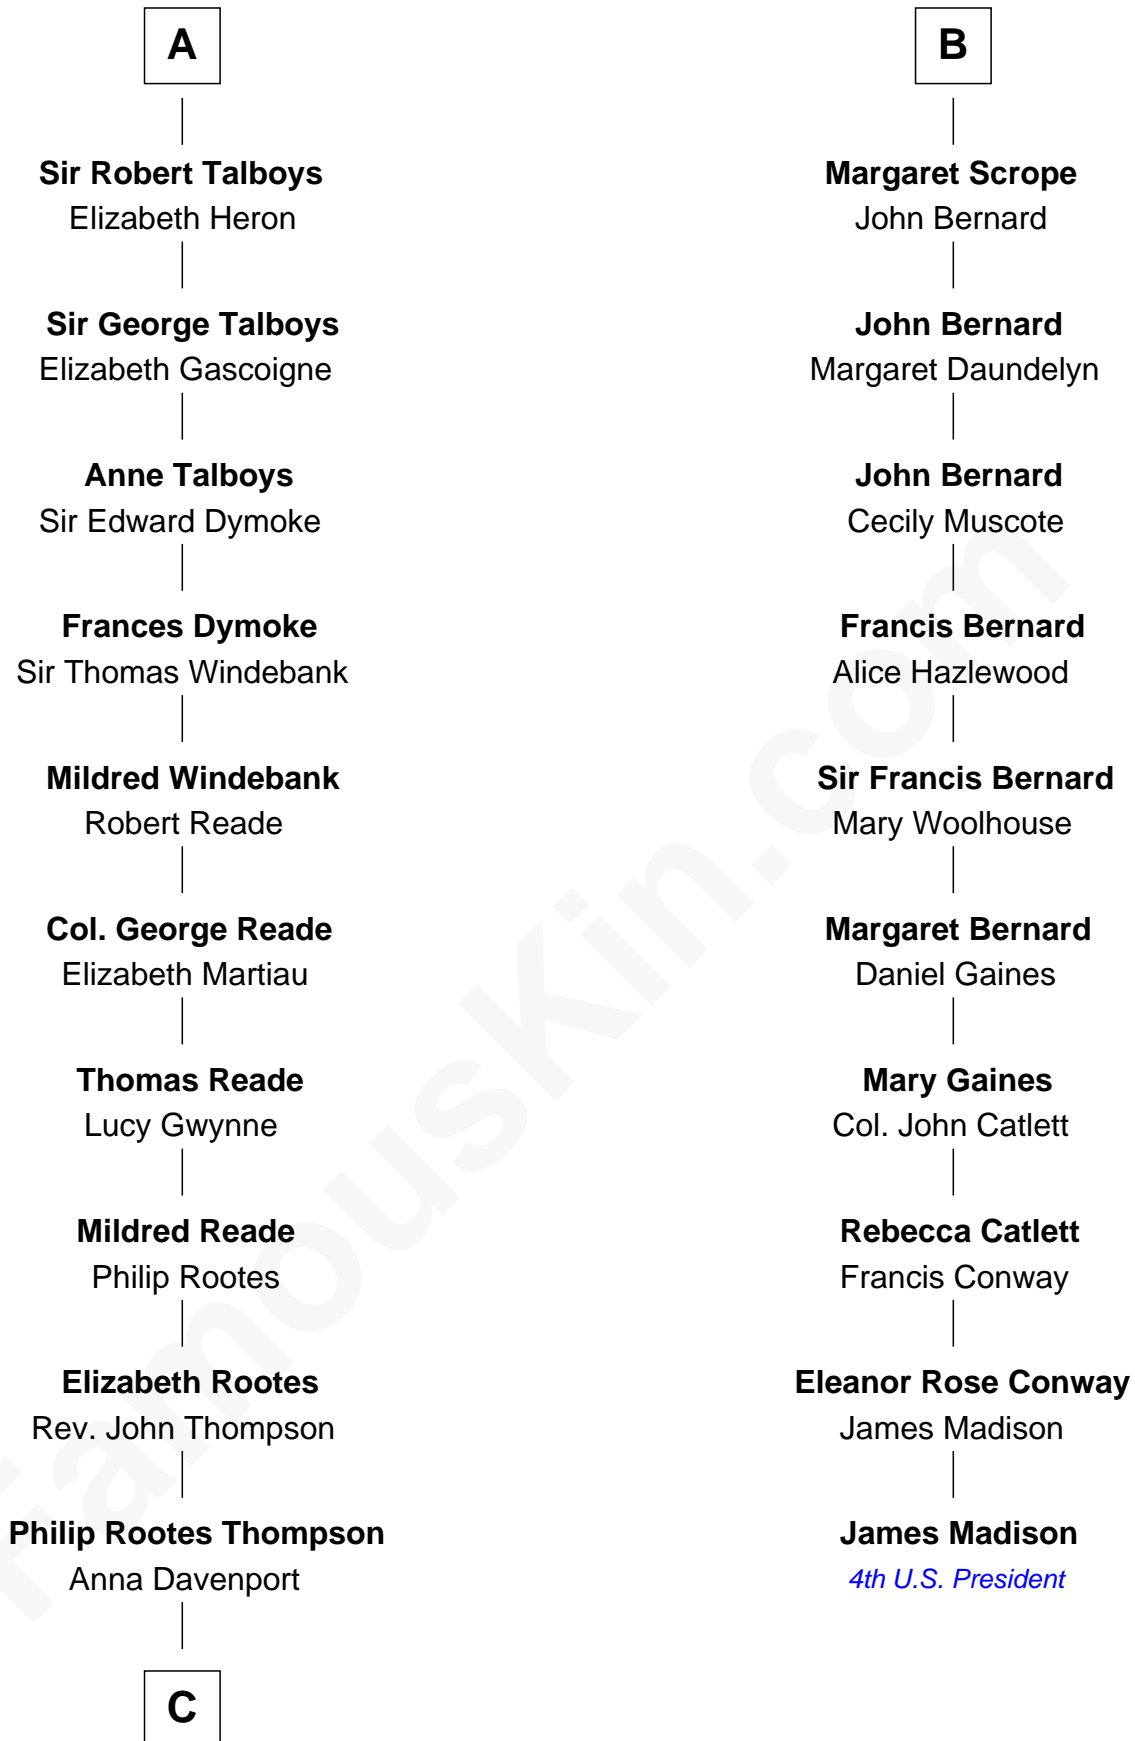 A
Sir Robert Talboys
Elizabeth Heron
Sir George Talboys
Elizabeth Gascoigne
Anne Talboys
Sir Edward Dymoke
Frances Dymoke
Sir Thomas Windebank
Mildred Windebank
Robert Reade
Col. George Reade
Elizabeth Martiau
Thomas Reade
Lucy Gwynne
Mildred Reade
Philip Rootes
Elizabeth Rootes
Rev. John Thompson
Philip Rootes Thompson
Anna Davenport
C
B
Margaret Scrope
John Bernard
John Bernard
Margaret Daundelyn
John Bernard
Cecily Muscote
Francis Bernard
Alice Hazlewood
Sir Francis Bernard
Mary Woolhouse
Margaret Bernard
Daniel Gaines
Mary Gaines
Col. John Catlett
Rebecca Catlett
Francis Conway
Eleanor Rose Conway
James Madison
James Madison
4th U.S. President
FamousKin.com